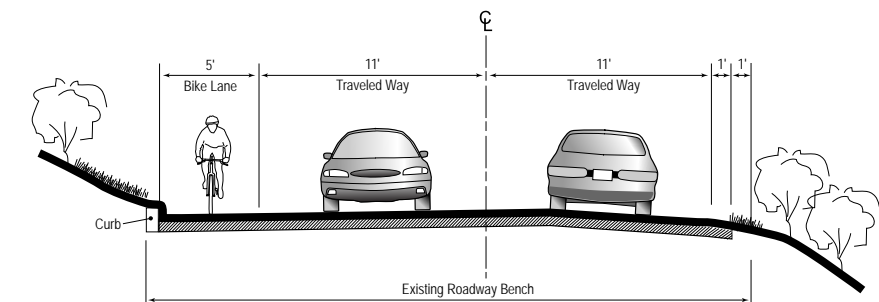 ℄
5' 11' 11' 1' 1'
Bike Lane Traveled Way Traveled Way
Curb
Existing Roadway Bench